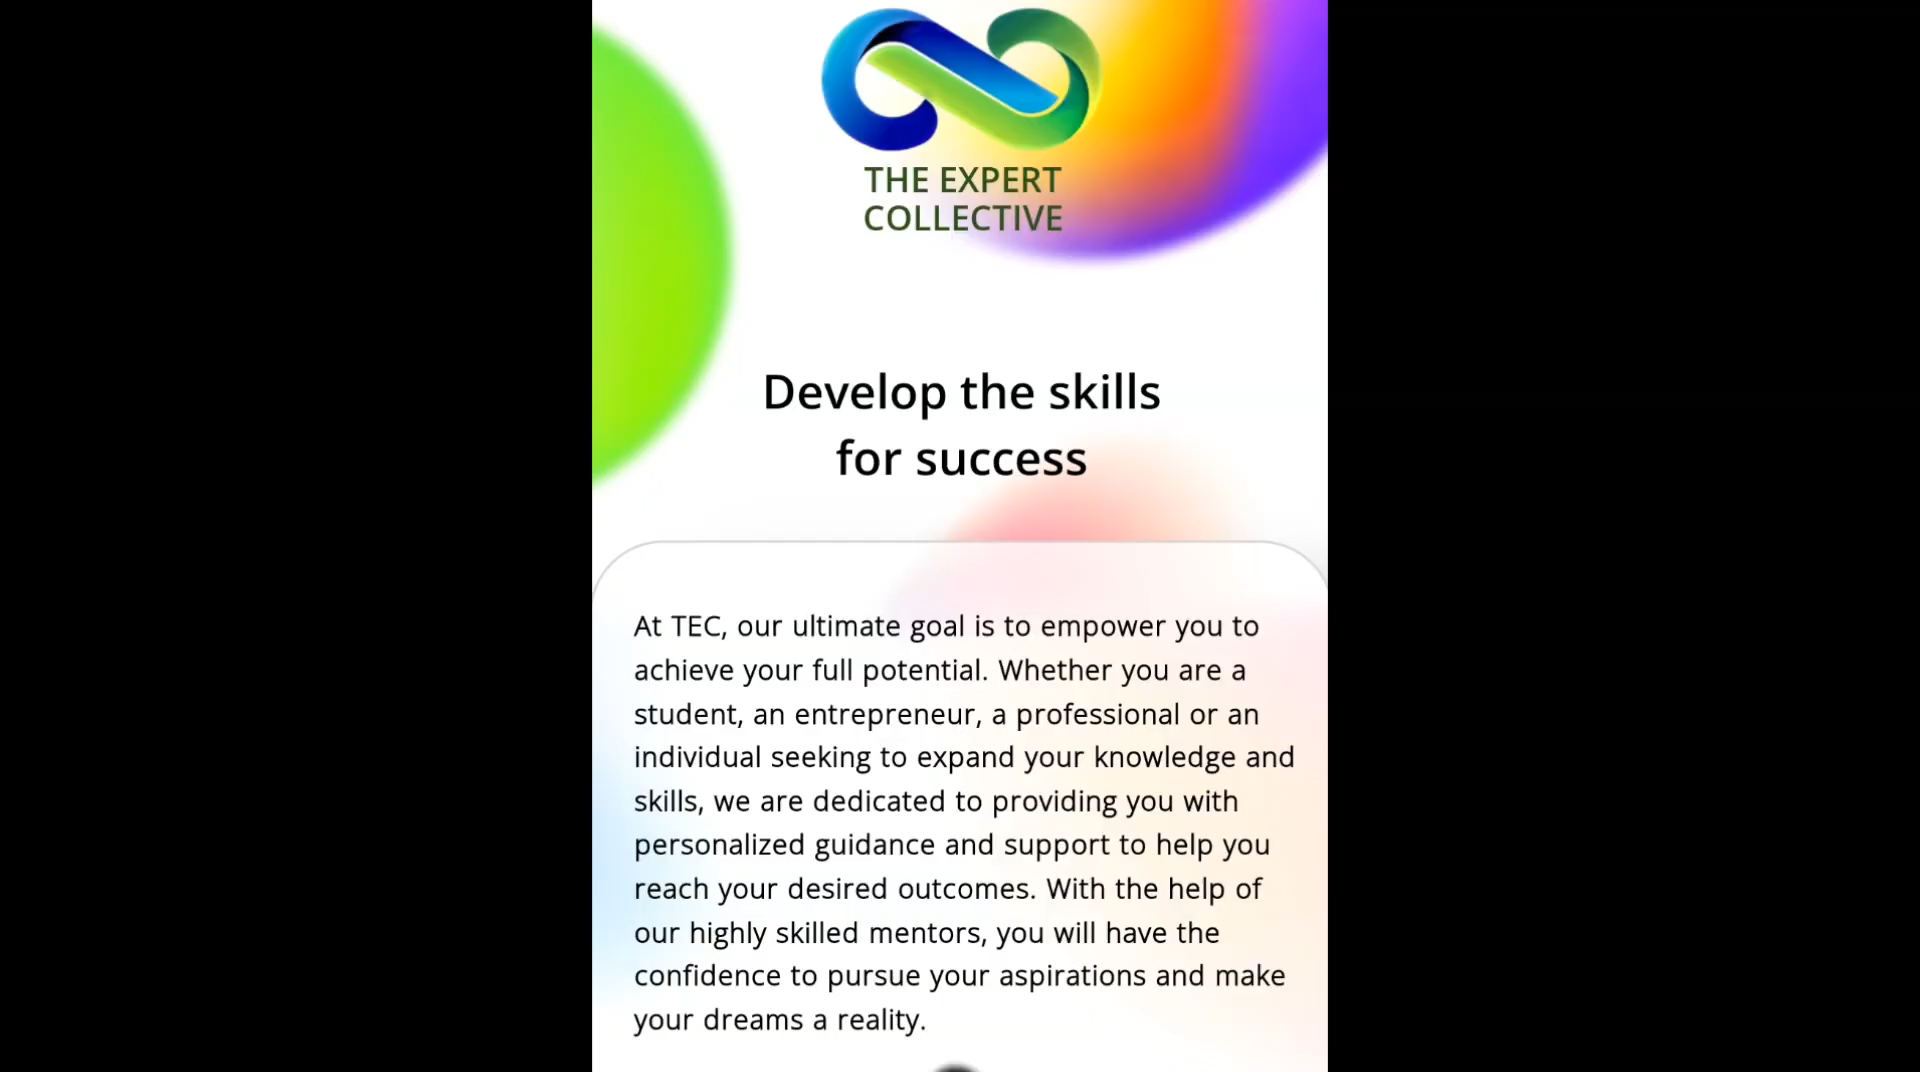 THE EXPERT
COLLECTIVE
Develop the skills
for success
At TEC, our ultimate goal is to empower you to
achieve your full potential. Whether you are a
student, an entrepreneur, a professional or an
individual seeking to expand your knowledge and
skills, we are dedicated to providing you with
personalized guidance and support to help you
reach your desired outcomes. With the help of
our highly skilled mentors, you will have the
confidence to pursue your aspirations and make
your dreams a reality.